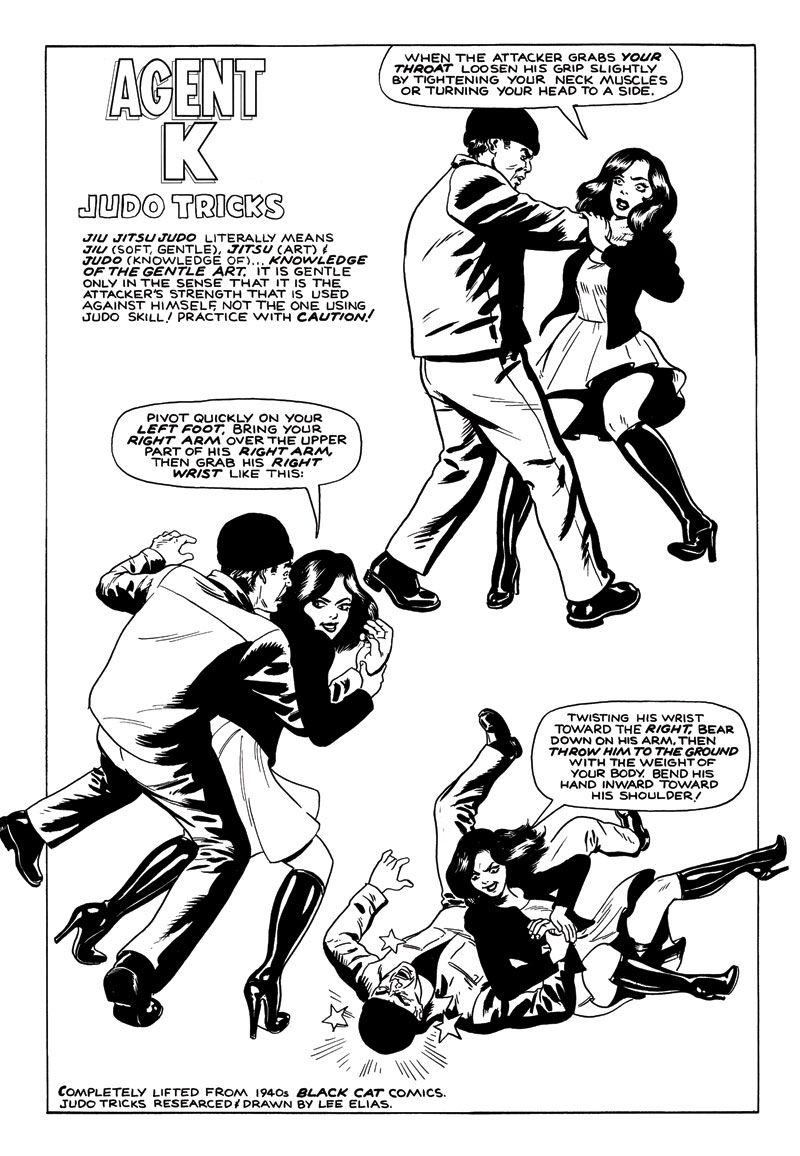 AGENT
K
JUDO TRICKS
JIU JITSU JUDO LITERALLY MEANS
JIU (SOFT, GENTLE), JITSU (ART) &
JUDO (KNOWLEDGE OF)... KNOWLEDGE
OF THE GENTLE ART. IT IS GENTLE
ONLY IN THE SENSE THAT IT IS THE
ATTACKER'S STRENGTH THAT IS USED
AGAINST HIMSELF, NOT THE ONE USING
JUDO SKILL! PRACTICE WITH CAUTION!
WHEN THE ATTACKER GRABS YOUR
THROAT LOOSEN HIS GRIP SLIGHTLY
BY TIGHTENING YOUR NECK MUSCLES
OR TURNING YOUR HEAD TO A SIDE.
PIVOT QUICKLY ON YOUR
LEFT FOOT, BRING YOUR
RIGHT ARM OVER THE UPPER
PART OF HIS RIGHT ARM,
THEN GRAB HIS RIGHT
WRIST LIKE THIS:
TWISTING HIS WRIST
TOWARD THE RIGHT, BEAR
DOWN ON HIS ARM, THEN
THROW HIM TO THE GROUND
WITH THE WEIGHT OF
YOUR BODY. BEND HIS
HAND INWARD TOWARD
HIS SHOULDER!
COMPLETELY LIFTED FROM 1940s BLACK CAT COMICS.
JUDO TRICKS RESEARCED & DRAWN BY LEE ELIAS.